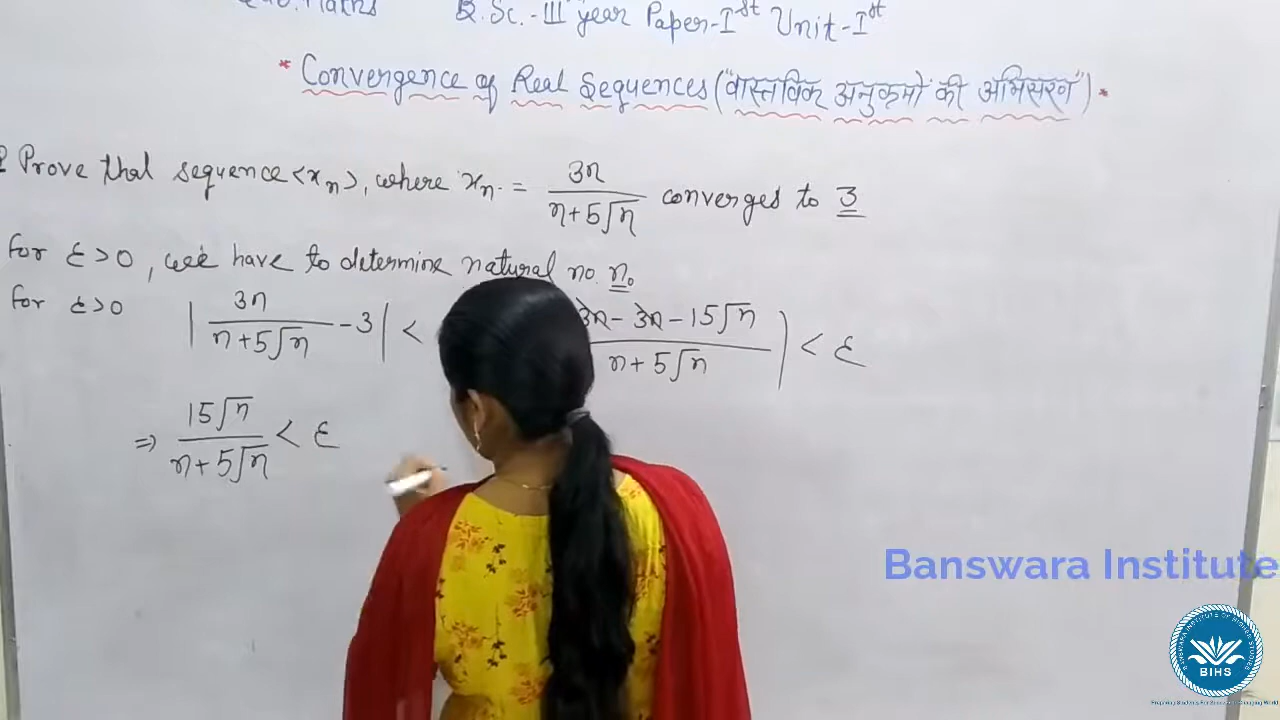 Maths B.Sc.-III year Paper-Ist Unit-Ist
* Convergence of Real Sequences ("वास्तविक अनुक्रमों की अभिसरण") *
Prove that sequence <xn>, where xn = 3n / (n+5√n) converges to 3
For ε>0, we have to determine natural no. n₀
For ε>0 | 3n / (n+5√n) - 3 | < 3n - 3n - 15√n / (n+5√n) | < ε
⇒ 15√n / (n+5√n) < ε
Banswara Institute
BIHS